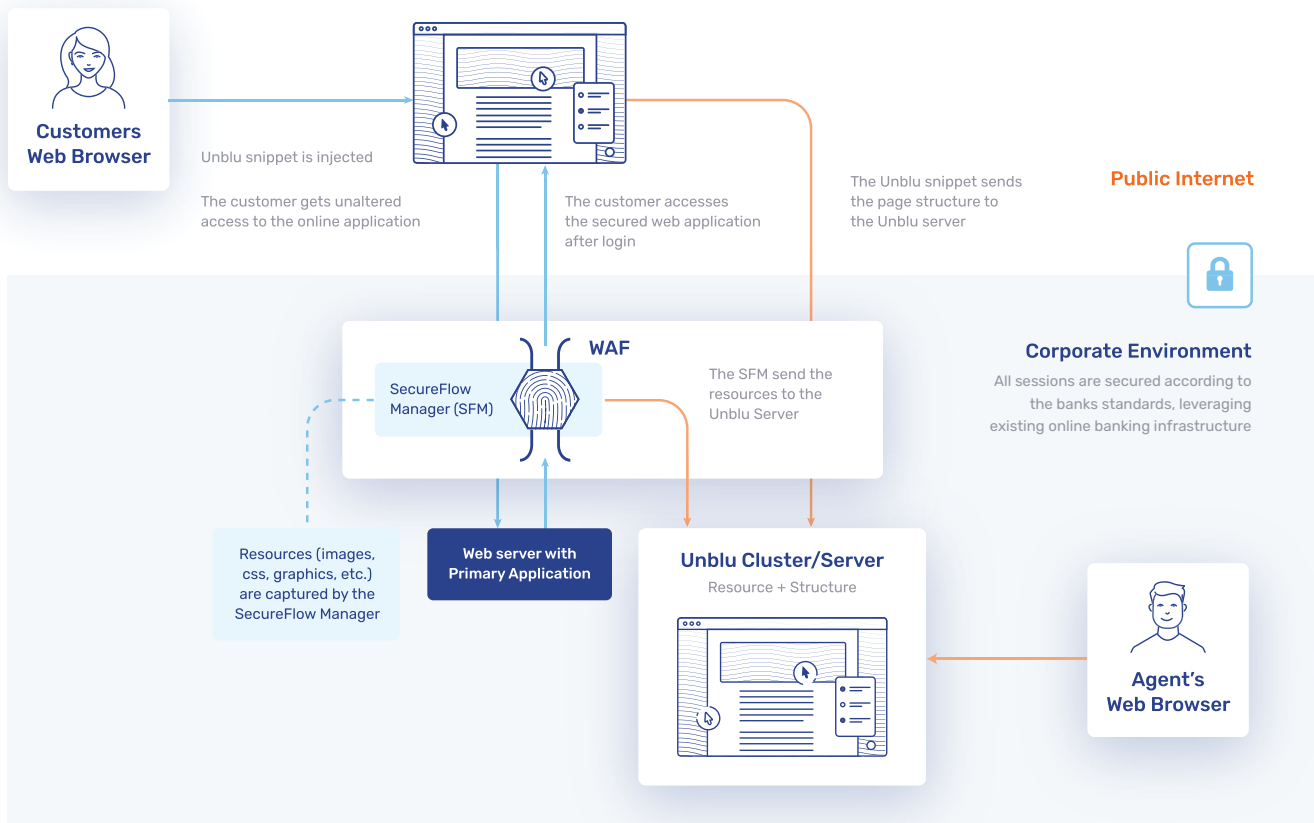 Customers
Web Browser
Unblu snippet is injected
The customer gets unaltered
access to the online application
The customer accesses
the secured web application
after login
The Unblu snippet sends
the page structure to
the Unblu server
Public Internet
WAF
SecureFlow
Manager (SFM)
The SFM send the
resources to the
Unblu Server
Corporate Environment
All sessions are secured according to
the banks standards, leveraging
existing online banking infrastructure
Resources (images,
css, graphics, etc.)
are captured by the
SecureFlow Manager
Web server with
Primary Application
Unblu Cluster/Server
Resource + Structure
Agent’s
Web Browser